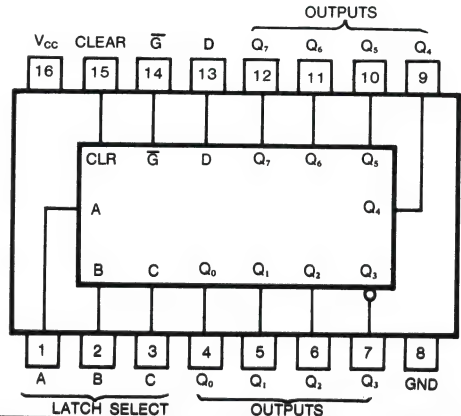 OUTPUTS
VCC CLEAR G̅ D Q7 Q6 Q5 Q4
16 15 14 13 12 11 10 9
CLR G̅ D Q7 Q6 Q5
A Q4
B C Q0 Q1 Q2 Q3
1 2 3 4 5 6 7 8
A B C Q0 Q1 Q2 Q3 GND
LATCH SELECT OUTPUTS